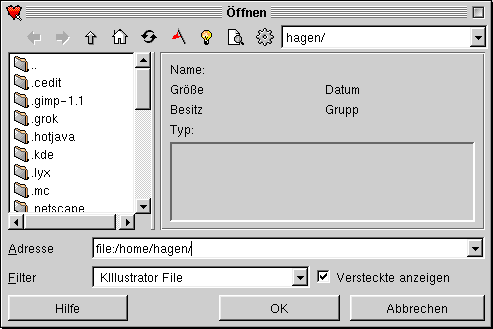 Öffnen
hagen/
..
.cedit
.gimp-1.1
.grok
.hotjava
.kde
.lyx
.mc
.netscape
Name:
Größe Datum
Besitz Grupp
Typ:
Adresse file:/home/hagen/
Filter KIllustrator File Versteckte anzeigen
Hilfe OK Abbrechen